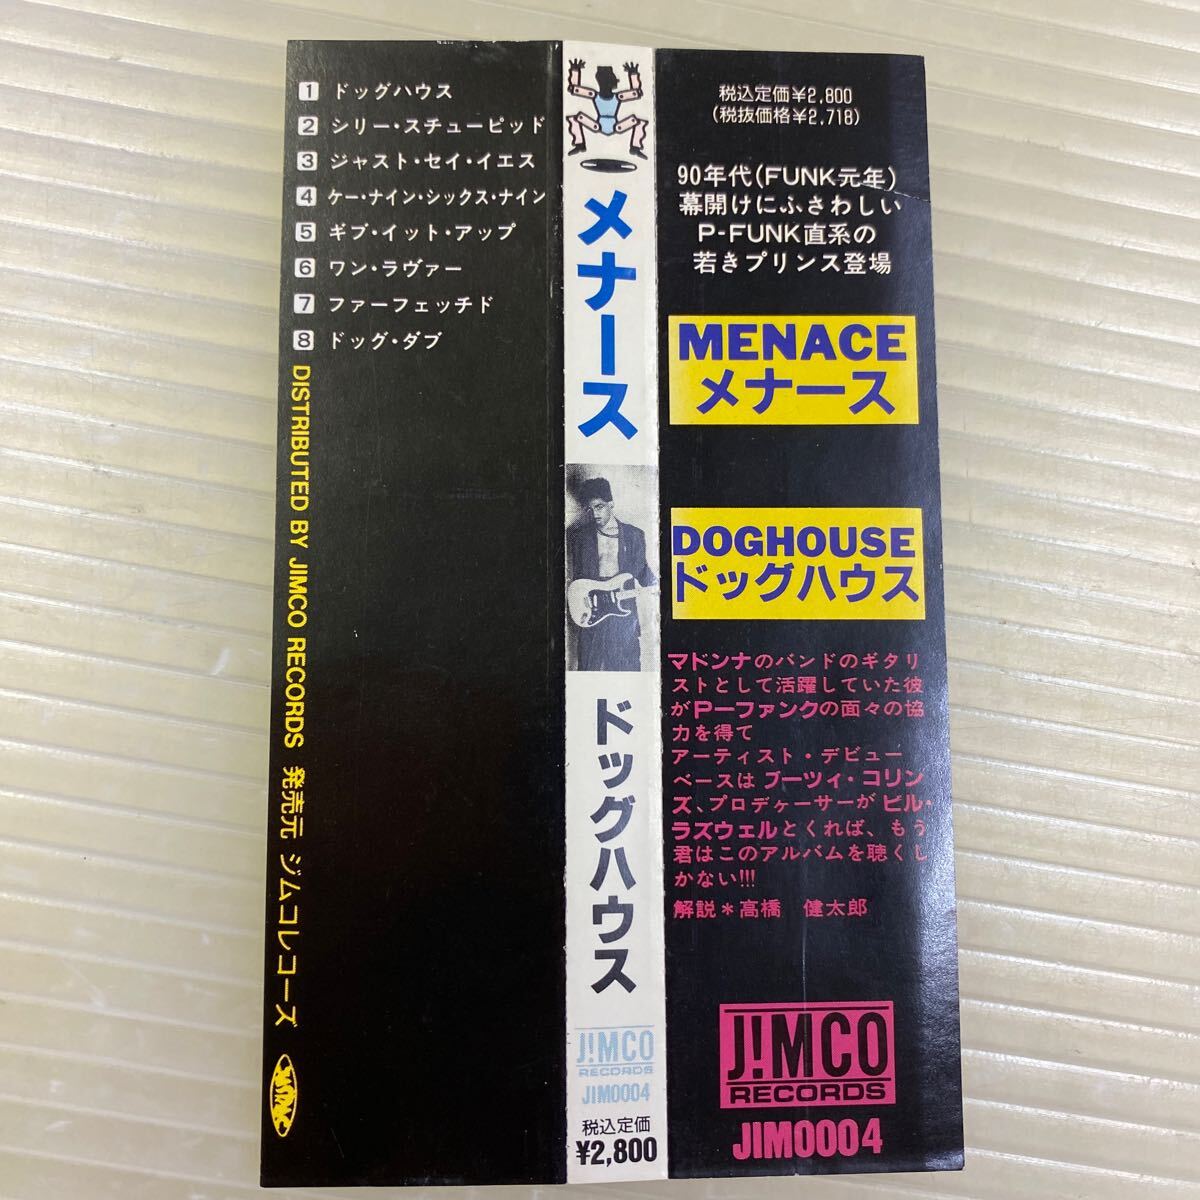 1 ドッグハウス
2 シリー・スチューピッド
3 ジャスト・セイ・イエス
4 ケー・ナイン・シックス・ナイン
5 ギブ・イット・アップ
6 ワン・ラヴァー
7 ファーフェッチド
8 ドッグ・ダブ
DISTRIBUTED BY JIMCO RECORDS 発売元 ジムコレコーズ
メナース
ドッグハウス
J!MCO
RECORDS
JIM0004
税込定価
¥2,800
税込定価¥2,800
(税抜価格¥2,718)
90年代(FUNK元年)
幕開けにふさわしい
P-FUNK直系の
若きプリンス登場
MENACE
メナース
DOGHOUSE
ドッグハウス
マドンナのバンドのギタリ
ストとして活躍していた彼
がP-ファンクの面々の協
力を得て
アーティスト・デビュー
ベースは ブーツィ・コリン
ズ、プロデャーサーが ビル・
ラズウェルとくれば、もう
君はこのアルバムを聴くし
かない!!!
解説＊高橋 健太郎
J!MCO
RECORDS
JIM0004